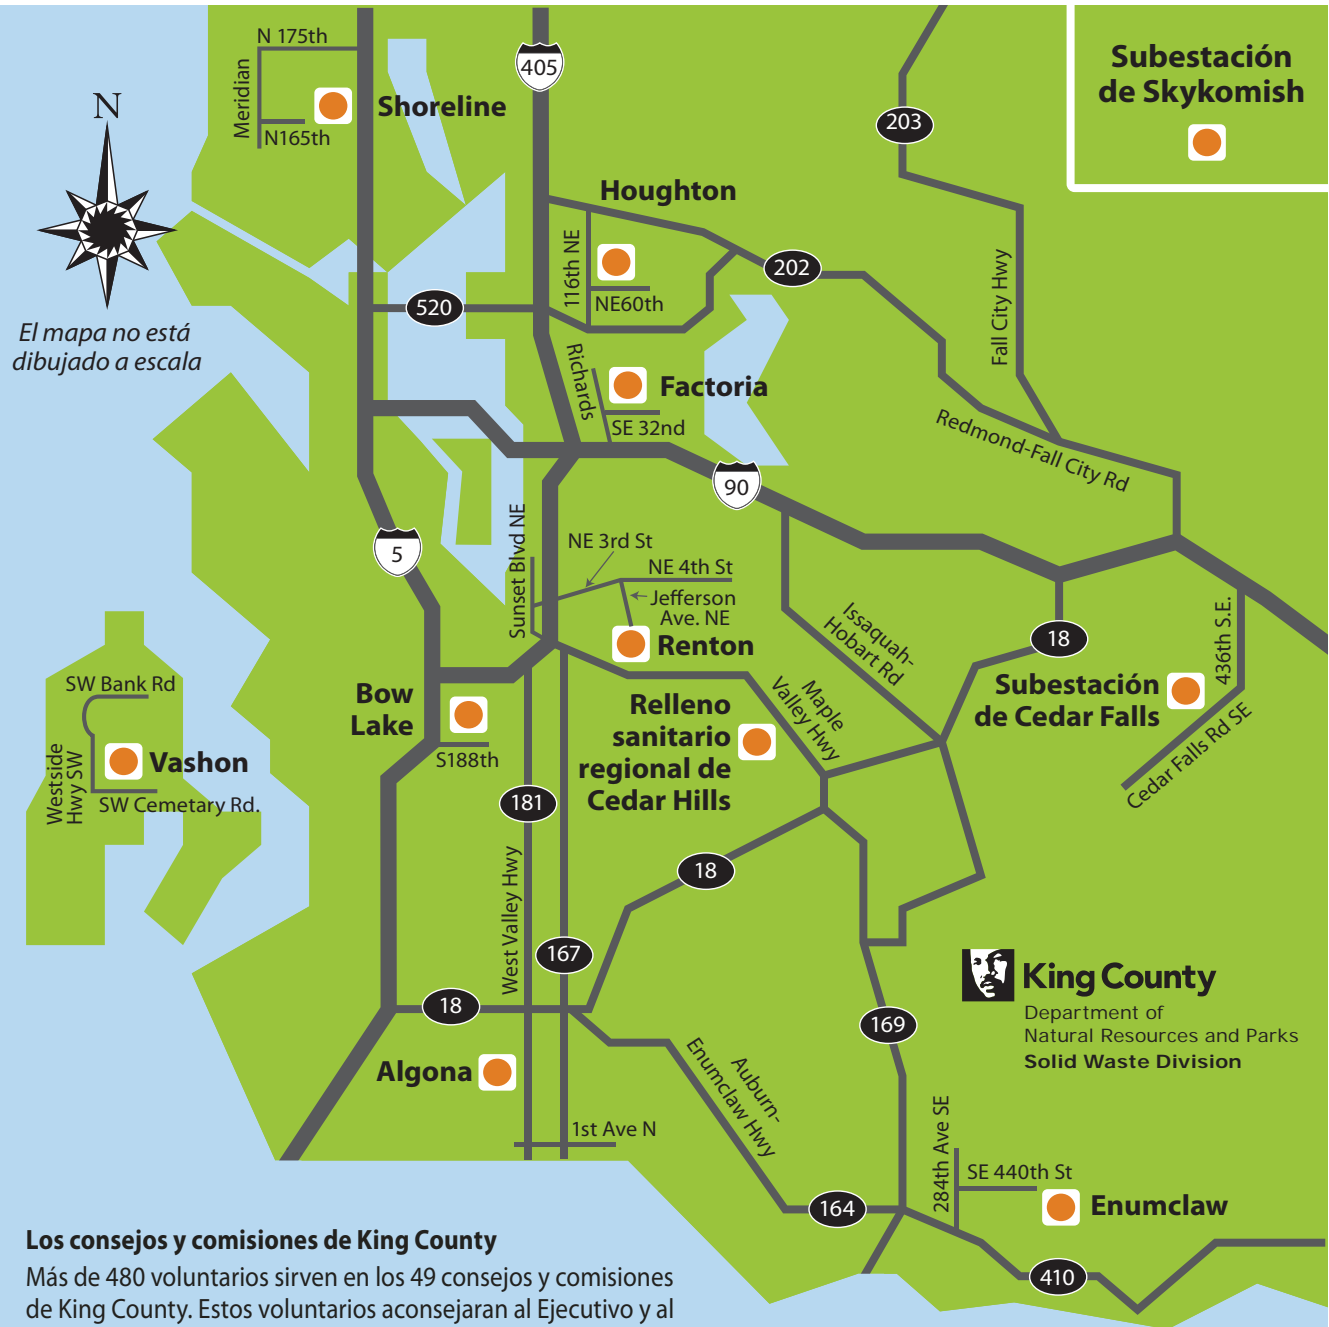 N 175th
Meridian
N165th
Shoreline
405
203
Subestación
de Skykomish
N
El mapa no está
dibujado a escala
Houghton
116th NE
NE60th
202
520
Fall City Hwy
Richards
Factoria
SE 32nd
Redmond-Fall City Rd
90
5
Sunset Blvd NE
NE 3rd St
NE 4th St
Jefferson
Ave. NE
Renton
Issaquah-
Hobart Rd
18
436th S.E.
Subestación
de Cedar Falls
Cedar Falls Rd SE
SW Bank Rd
Westside
Hwy SW
Vashon
SW Cemetary Rd.
Bow
Lake
S188th
Relleno
sanitario
regional de
Cedar Hills
Maple
Valley Hwy
181
18
West Valley Hwy
167
18
King County
Department of
Natural Resources and Parks
Solid Waste Division
169
Algona
Auburn-
Enumclaw Hwy
1st Ave N
284th Ave SE
SE 440th St
Enumclaw
164
410
Los consejos y comisiones de King County
Más de 480 voluntarios sirven en los 49 consejos y comisiones
de King County. Estos voluntarios aconsejaran al Ejecutivo y al